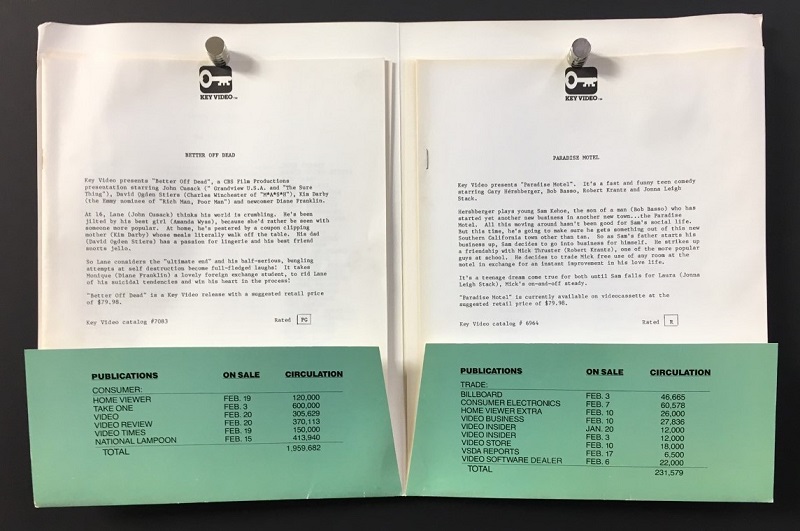 KEY VIDEO™
BETTER OFF DEAD
Key Video presents "Better Off Dead", a CBS Film Productions
presentation starring John Cusack (" Grandview U.S.A. and "The Sure
Thing"), David Ogden Stiers (Charles Winchester of "M*A*S*H"), Kim Darby
(the Emmy nominee of "Rich Man, Poor Man") and newcomer Diane Franklin.
At 16, Lane (John Cusack) thinks his world is crumbling. He's been
jilted by his best girl (Amanda Wyss), because she'd rather be seen with
someone more popular. At home, he's pestered by a coupon clipping
mother (Kim Darby) whose meals literally walk off the table. His dad
(David Ogden Stiers) has a passion for lingerie and his best friend
snorts jello.
So Lane considers the "ultimate end" and his half-serious, bungling
attempts at self destruction become full-fledged laughs! It takes
Monique (Diane Franklin) a lovely foreign exchange student, to rid Lane
of his suicidal tendencies and win his heart in the process!
"Better Off Dead" is a Key Video release with a suggested retail price
of $79.98.
Key Video catalog #7083 Rated PG
PUBLICATIONS ON SALE CIRCULATION
CONSUMER:
HOME VIEWER FEB. 19 120,000
TAKE ONE FEB. 3 600,000
VIDEO FEB. 20 305,629
VIDEO REVIEW FEB. 20 370,113
VIDEO TIMES FEB. 19 150,000
NATIONAL LAMPOON FEB. 15 413,940
TOTAL 1,959,682
KEY VIDEO™
PARADISE MOTEL
Key Video presents "Paradise Motel". It's a fast and funny teen comedy
starring Gary Hershberger, Bob Basso, Robert Krantz and Jonna Leigh
Stack.
Hershberger plays young Sam Kehoe, the son of a man (Bob Basso) who has
started yet another new business in another new town...the Paradise
Motel. All this moving around hasn't been good for Sam's social life.
But this time, he's going to make sure he gets something out of this new
Southern California town other than tan. So as Sam's father starts his
business up, Sam decides to go into business for himself. He strikes up
a friendship with Mick Thruster (Robert Krantz), one of the more popular
guys at school. He decides to trade Mick free use of any room at the
motel in exchange for an instant improvement in his love life.
It's a teenage dream come true for both until Sam falls for Laura (Jonna
Leigh Stack), Mick's on-and-off steady.
"Paradise Motel" is currently available on videocassette at the
suggested retail price of $79.98.
Key Video catalog # 6964 Rated R
PUBLICATIONS ON SALE CIRCULATION
TRADE:
BILLBOARD FEB. 3 46,665
CONSUMER ELECTRONICS FEB. 7 60,578
HOME VIEWER EXTRA FEB. 10 26,000
VIDEO BUSINESS FEB. 10 27,836
VIDEO INSIDER JAN. 20 12,000
VIDEO INSIDER FEB. 3 12,000
VIDEO STORE FEB. 10 18,000
VSDA REPORTS FEB. 17 6,500
VIDEO SOFTWARE DEALER FEB. 6 22,000
TOTAL 231,579